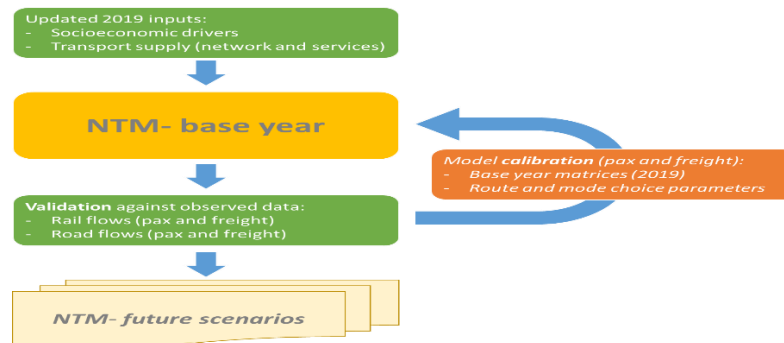 Updated 2019 inputs:
- Socioeconomic drivers
- Transport supply (network and services)
NTM- base year
Model calibration (pax and freight):
- Base year matrices (2019)
- Route and mode choice parameters
Validation against observed data:
- Rail flows (pax and freight)
- Road flows (pax and freight)
NTM- future scenarios